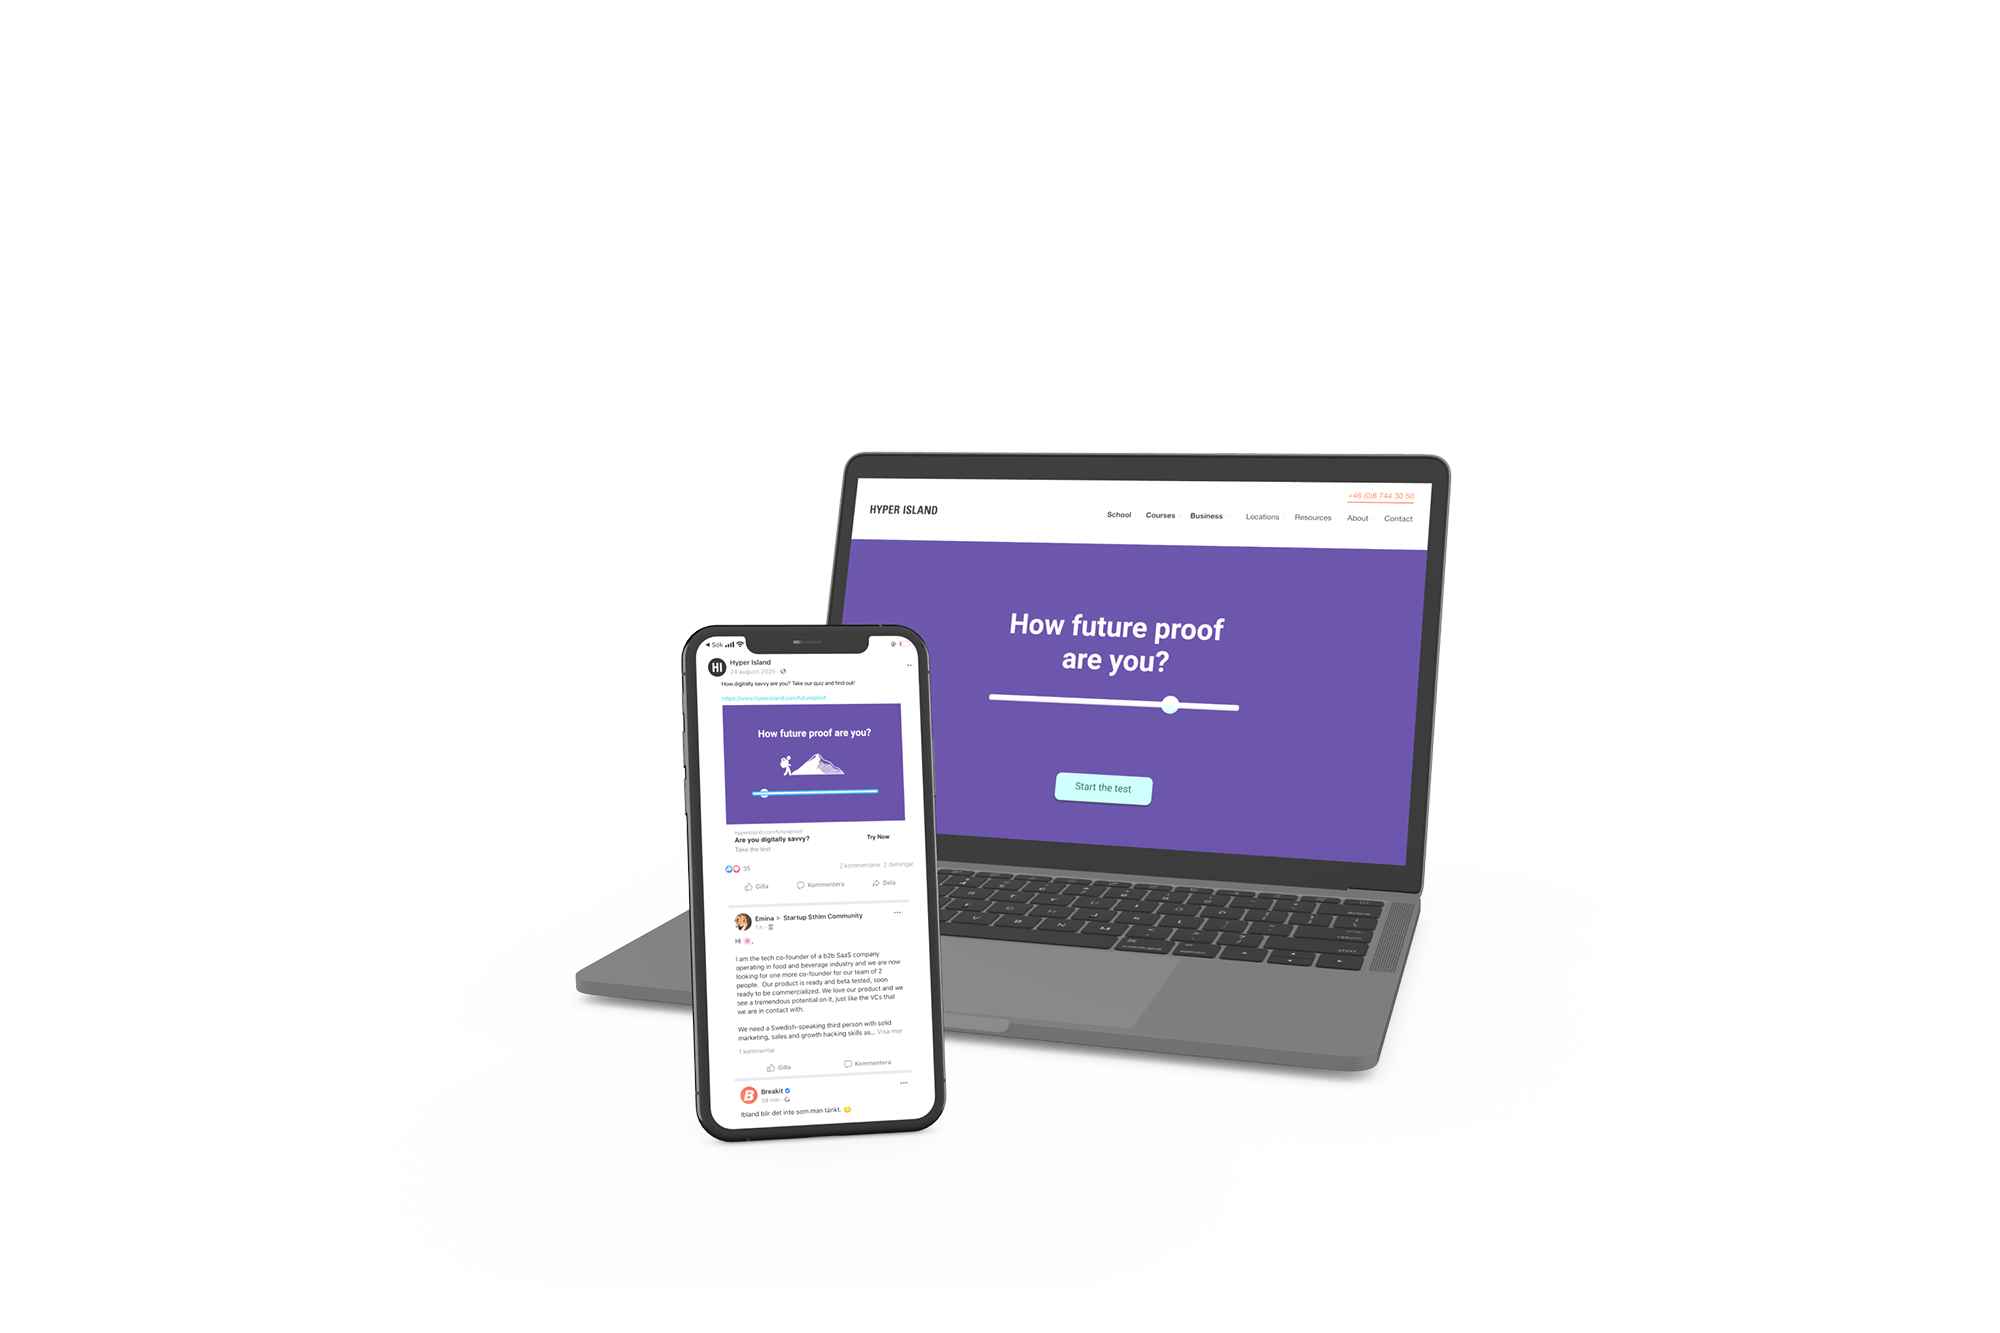 Sök
HI
Hyper Island
24 augusti 2020
How digitally savvy are you? Take our quiz and find out!
https://www.hyperisland.com/futureproof
How future proof are you?
hyperisland.com/futureproof
Are you digitally savvy?
Take the test
Try Now
35
2 kommentarer 2 delningar
Gilla
Kommentera
Dela
Emina ▸ Startup Sthlm Community
5 h
Hi 🌸,
I am the tech co-founder of a b2b SaaS company
operating in food and beverage industry and we are now
looking for one more co-founder for our team of 2
people. Our product is ready and beta tested, soon
ready to be commercialized. We love our product and we
see a tremendous potential on it, just like the VCs that
we are in contact with.
We need a Swedish-speaking third person with solid
marketing, sales and growth hacking skills as... Visa mer
1 kommentar
Gilla
Kommentera
B
Breakit
59 min
Ibland blir det inte som man tänkt. 😊
+46 (0)8 744 30 50
HYPER ISLAND
School Courses Business Locations Resources About Contact
How future proof
are you?
Start the test
delete
return
shift
command
option